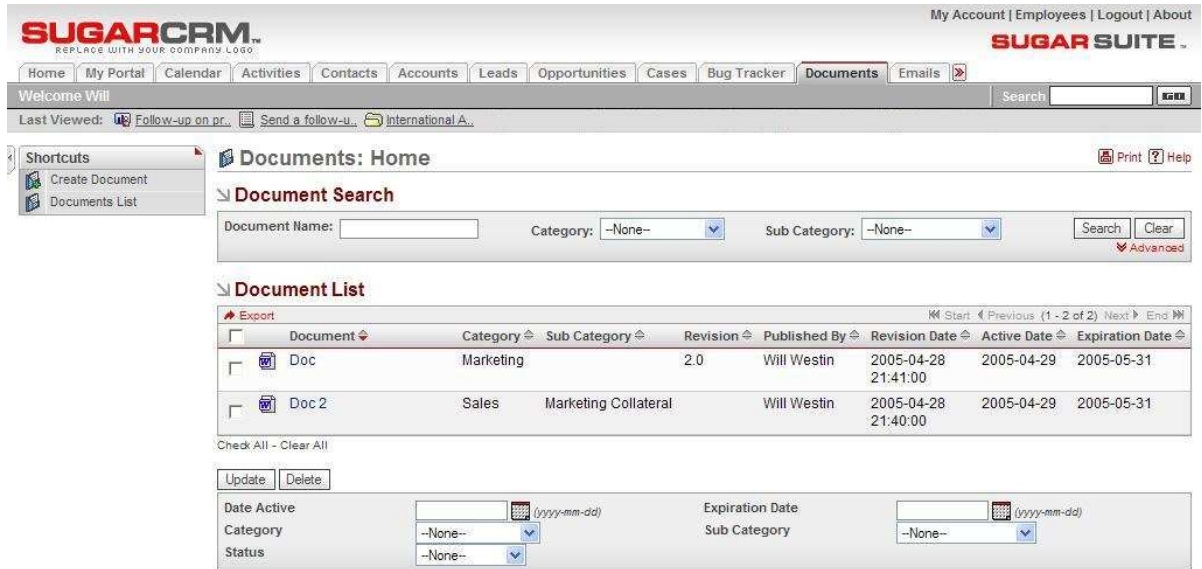 My Account | Employees | Logout | About
SUGARCRM™
REPLACE WITH YOUR COMPANY LOGO
SUGAR SUITE™
Home My Portal Calendar Activities Contacts Accounts Leads Opportunities Cases Bug Tracker Documents Emails
Welcome Will Search GO
Last Viewed: Follow-up on pr.. Send a follow-u.. International A..
Shortcuts
Create Document
Documents List
Documents: Home Print ? Help
Document Search
Document Name: Category: --None-- Sub Category: --None-- Search Clear
Advanced
Document List
Export Start Previous (1 - 2 of 2) Next End
Document Category Sub Category Revision Published By Revision Date Active Date Expiration Date
Doc Marketing 2.0 Will Westin 2005-04-28 2005-04-29 2005-05-31
21:41:00
Doc 2 Sales Marketing Collateral Will Westin 2005-04-28 2005-04-29 2005-05-31
21:40:00
Check All - Clear All
Update Delete
Date Active (yyyy-mm-dd) Expiration Date (yyyy-mm-dd)
Category --None-- Sub Category --None--
Status --None--